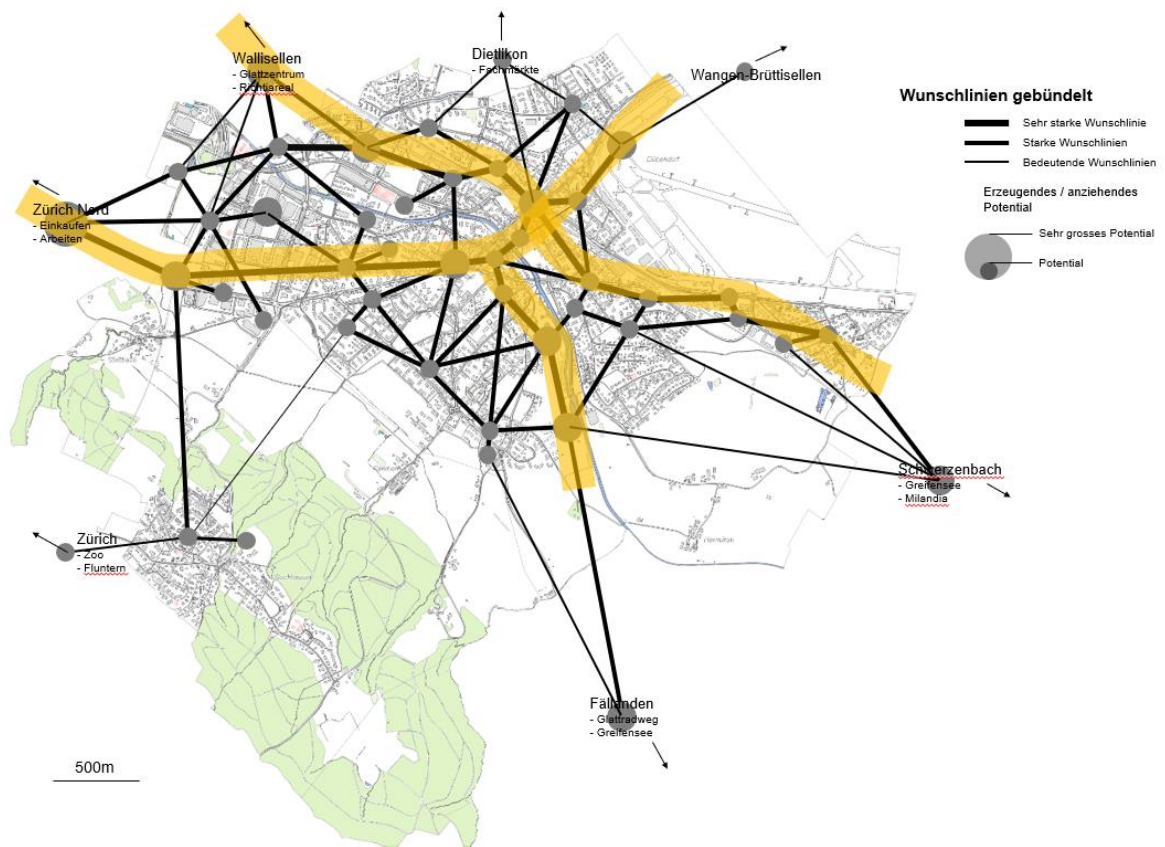 Wallisellen
- Glattzentrum
- Richtiareal
Dietlikon
- Fachmärkte
Wangen-Brüttisellen
Zürich Nord
- Einkaufen
- Arbeiten
Dübendorf
Wunschlinien gebündelt
Sehr starke Wunschlinie
Starke Wunschlinien
Bedeutende Wunschlinien
Erzeugendes / anziehendes
Potential
Sehr grosses Potential
Potential
Schwerzenbach
- Greifensee
- Milandia
Zürich
- Zoo
- Fluntern
Fällanden
- Glattradweg
- Greifensee
500m